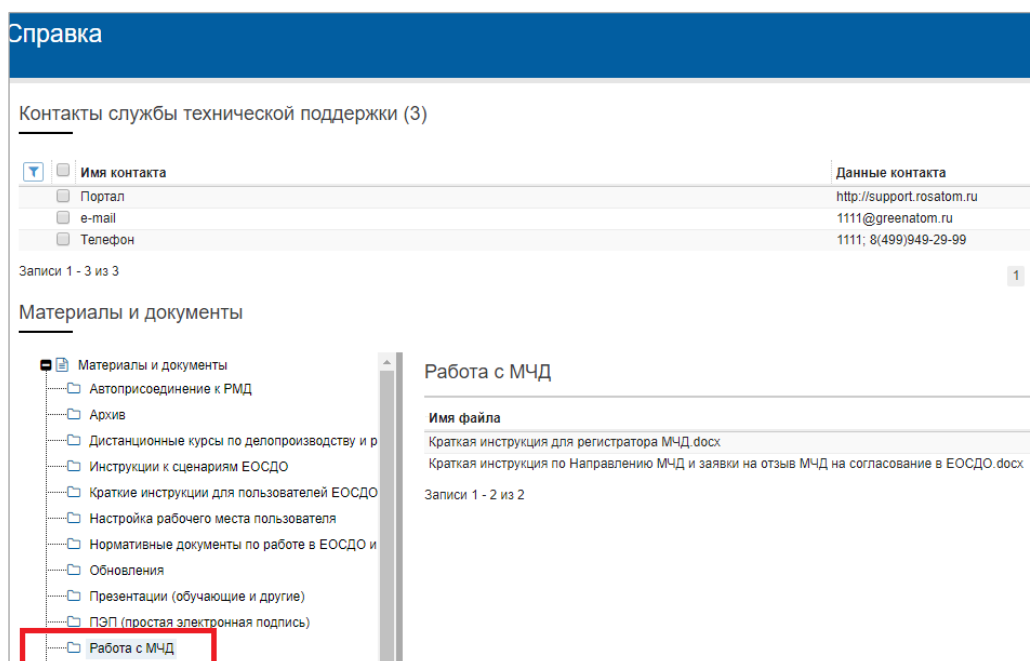 Справка
Контакты службы технической поддержки (3)
Имя контакта Данные контакта
Портал http://support.rosatom.ru
e-mail 1111@greenatom.ru
Телефон 1111; 8(499)949-29-99
Записи 1 - 3 из 3 1
Материалы и документы
Материалы и документы
Автоприсоединение к РМД
Архив
Дистанционные курсы по делопроизводству и р
Инструкции к сценариям ЕОСДО
Краткие инструкции для пользователей ЕОСДО
Настройка рабочего места пользователя
Нормативные документы по работе в ЕОСДО и
Обновления
Презентации (обучающие и другие)
ПЭП (простая электронная подпись)
Работа с МЧД
Работа с МЧД
Имя файла
Краткая инструкция для регистратора МЧД.docx
Краткая инструкция по Направлению МЧД и заявки на отзыв МЧД на согласование в ЕОСДО.docx
Записи 1 - 2 из 2